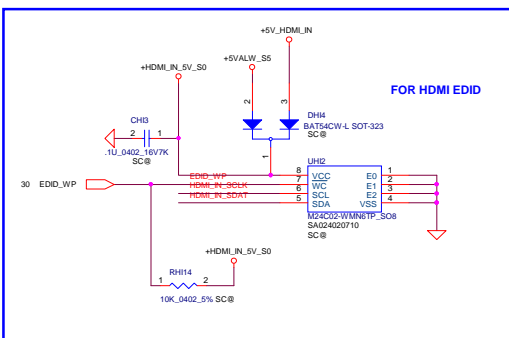 +5V_HDMI_IN
+5VALW_S5
+HDMI_IN_5V_S0
FOR HDMI EDID
2
3
DHI4
BAT54CW-L SOT-323
SC@
CHI3
2 1
.1U_0402_16V7K
SC@
1
UHI2
30 EDID_WP
EDID_WP
HDMI_IN_SCLK
HDMI_IN_SDAT
8 VCC E0 1
7 WC E1 2
6 SCL E2 3
5 SDA VSS 4
M24C02-WMN6TP_SO8
SA024020710
SC@
+HDMI_IN_5V_S0
RHI14
1 2
10K_0402_5% SC@